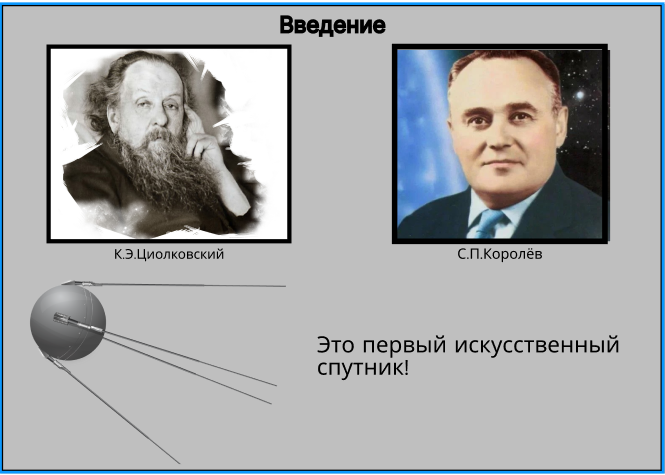 Введение
К.Э.Циолковский
С.П.Королёв
Это первый искусственный
спутник!